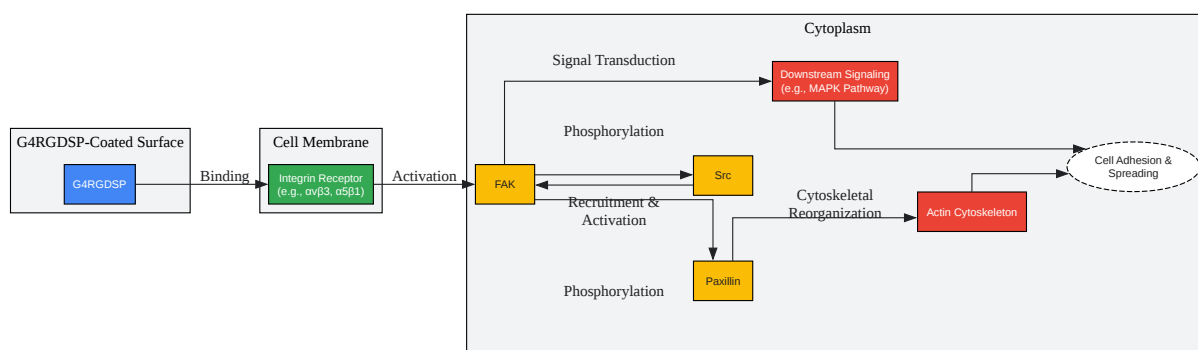 Cytoplasm
Signal Transduction
Downstream Signaling
(e.g., MAPK Pathway)
G4RGDSP-Coated Surface
Cell Membrane
Phosphorylation
Cell Adhesion &
Spreading
G4RGDSP
Binding
Integrin Receptor
(e.g., αvβ3, α5β1)
Activation
FAK
Src
Recruitment &
Activation
Cytoskeletal
Reorganization
Actin Cytoskeleton
Paxillin
Phosphorylation